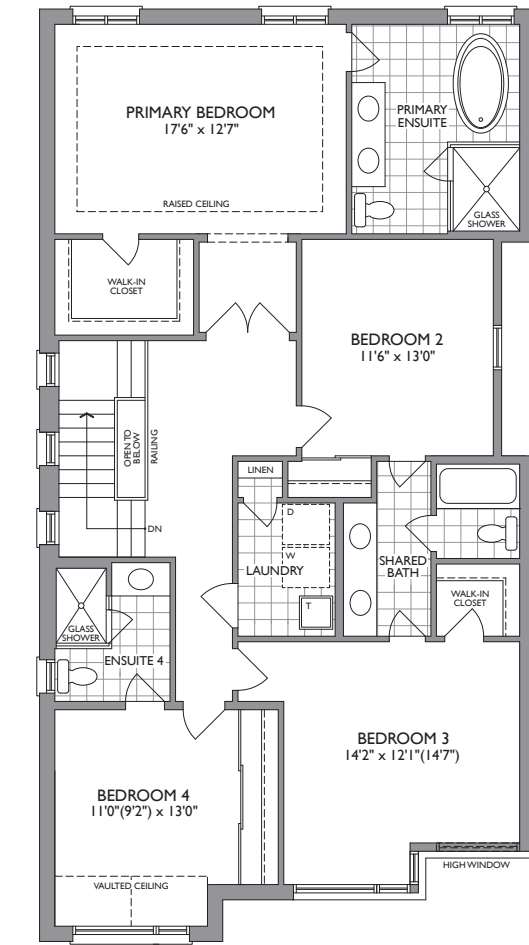 PRIMARY BEDROOM
17'6" x 12'7"
RAISED CEILING
PRIMARY
ENSUITE
GLASS
SHOWER
WALK-IN
CLOSET
BEDROOM 2
11'6" x 13'0"
OPEN TO
BELOW
RAILING
DN
LINEN
D
W
LAUNDRY
T
SHARED
BATH
WALK-IN
CLOSET
GLASS
SHOWER
ENSUITE 4
BEDROOM 3
14'2" x 12'1"(14'7")
BEDROOM 4
11'0"(9'2") x 13'0"
HIGH WINDOW
VAULTED CEILING